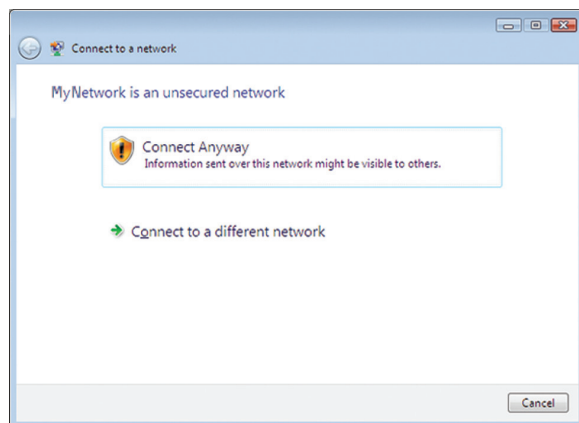 Connect to a network
MyNetwork is an unsecured network
Connect Anyway
Information sent over this network might be visible to others.
Connect to a different network
Cancel